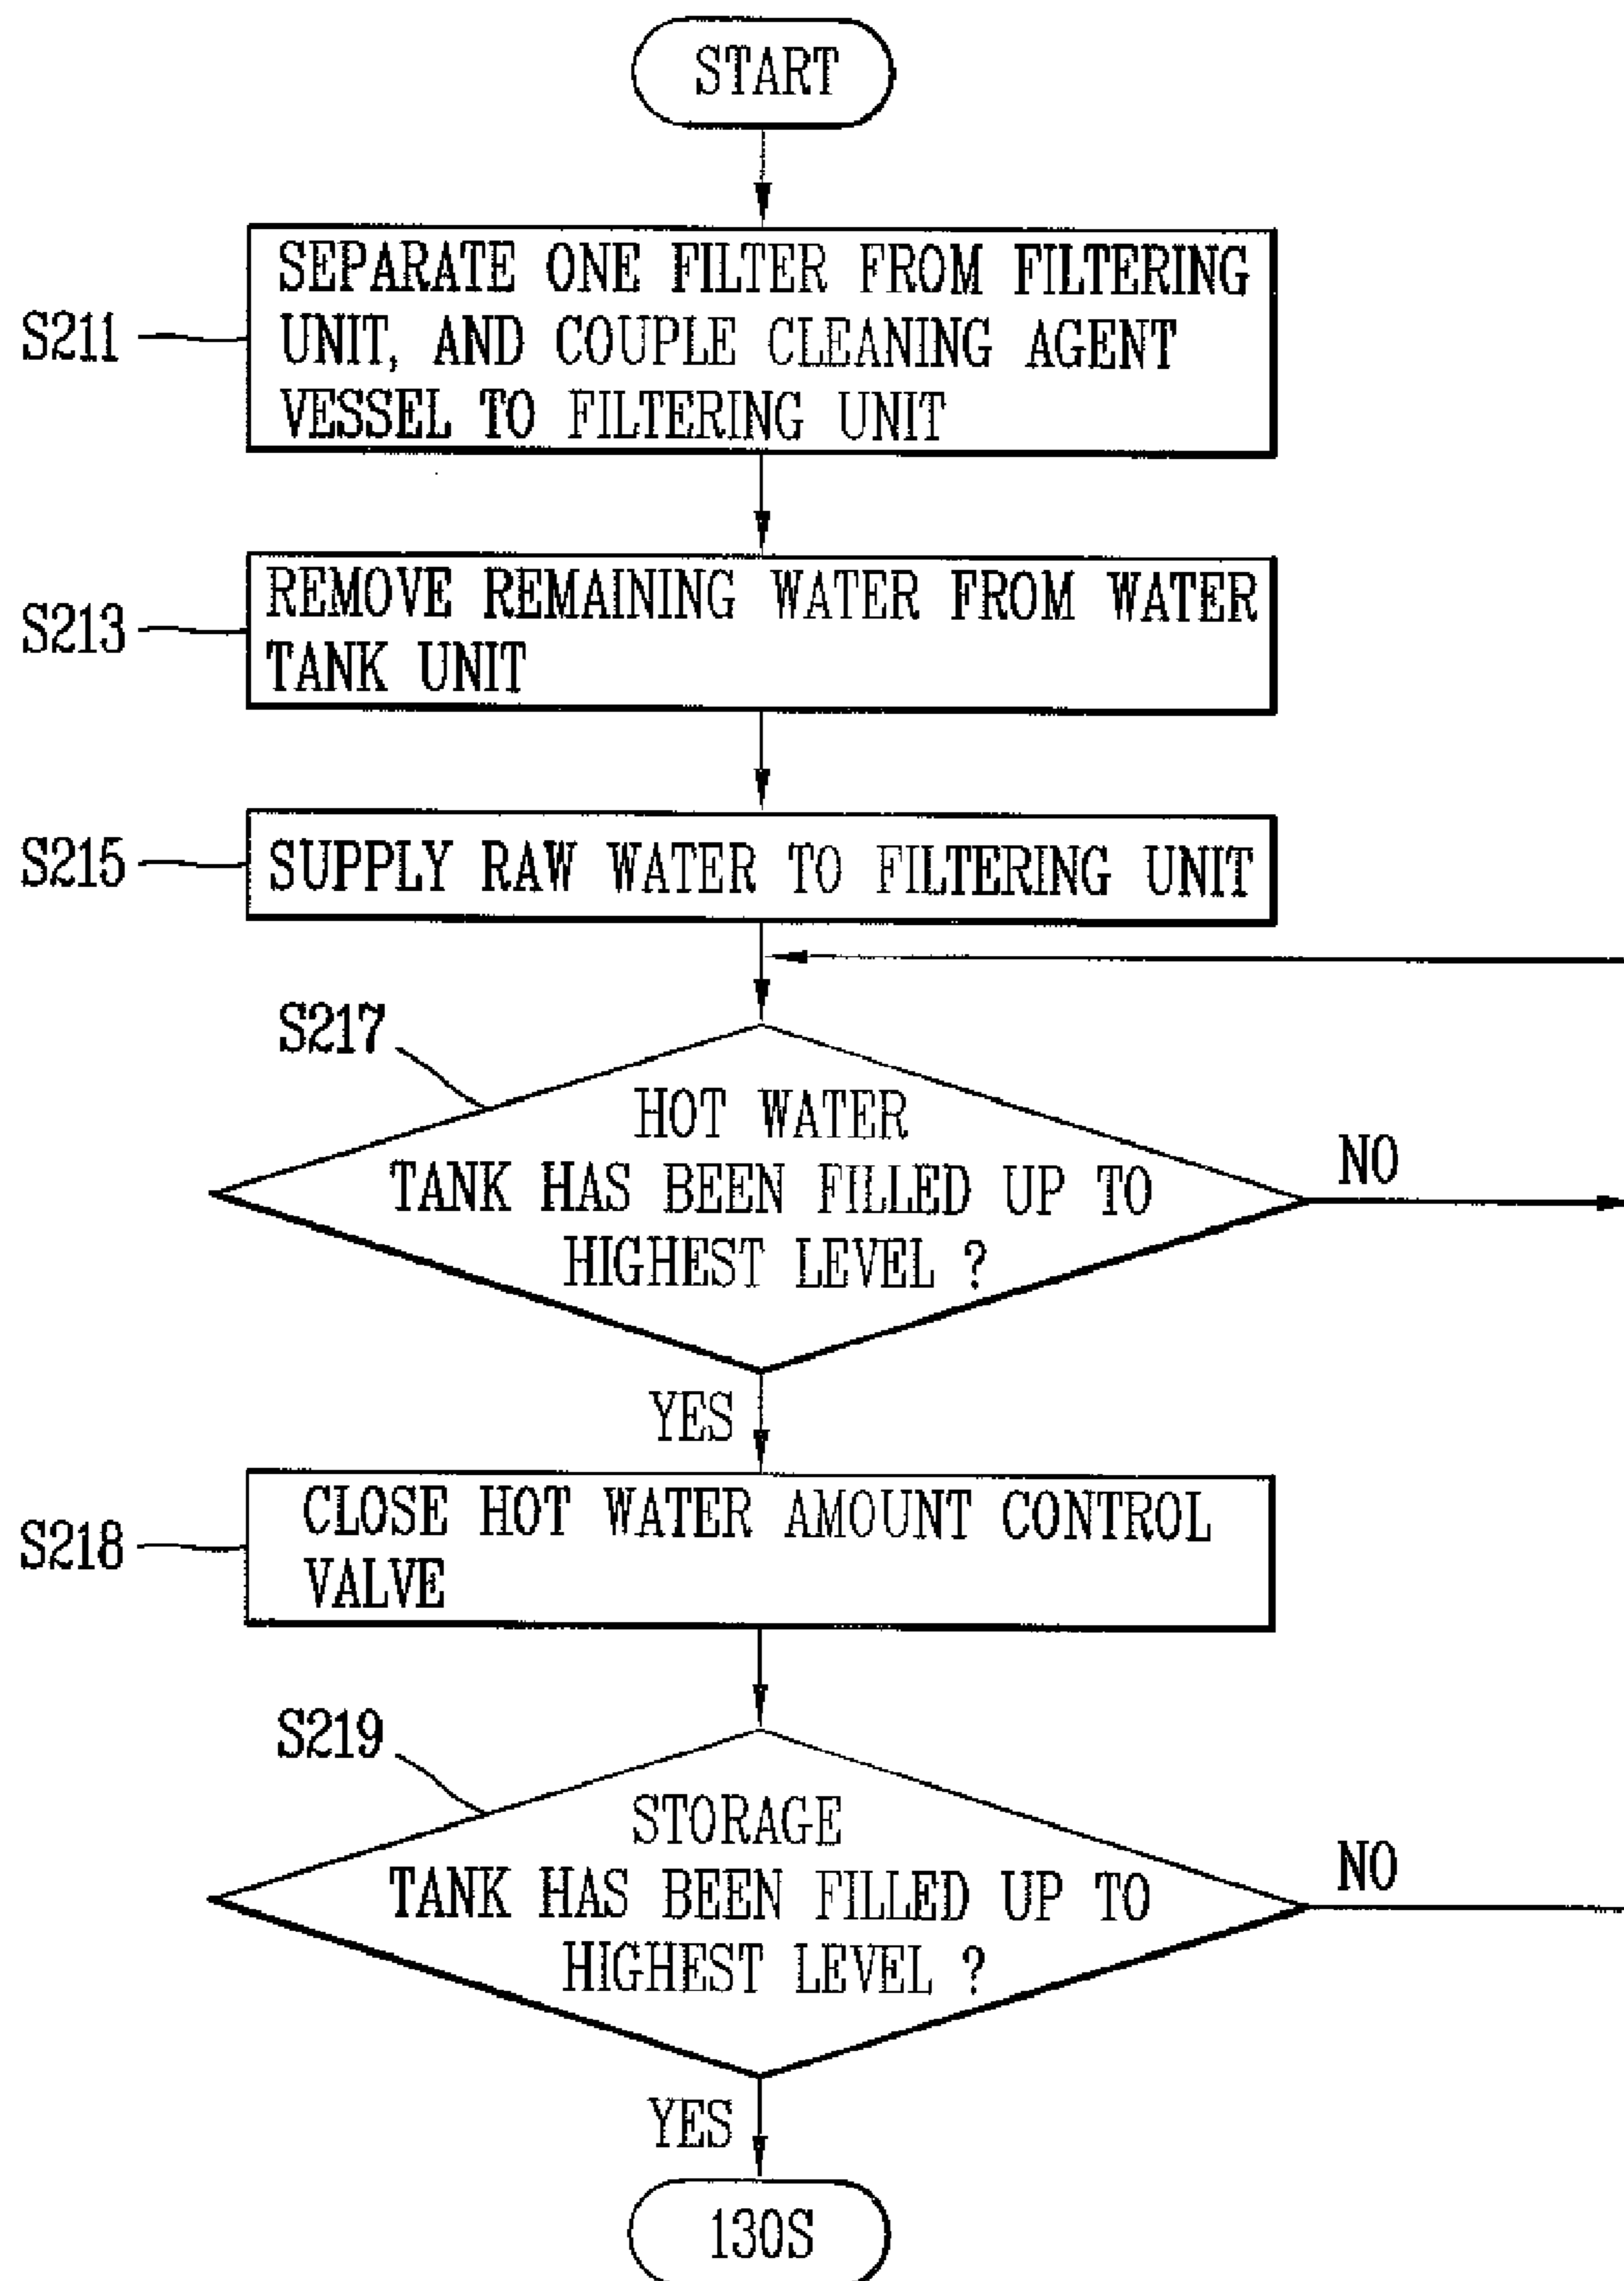 START
S211
SEPARATE ONE FILTER FROM FILTERING
UNIT, AND COUPLE CLEANING AGENT
VESSEL TO FILTERING UNIT
S213
REMOVE REMAINING WATER FROM WATER
TANK UNIT
S215
SUPPLY RAW WATER TO FILTERING UNIT
S217
HOT WATER
TANK HAS BEEN FILLED UP TO
HIGHEST LEVEL ?
NO
YES
S218
CLOSE HOT WATER AMOUNT CONTROL
VALVE
S219
STORAGE
TANK HAS BEEN FILLED UP TO
HIGHEST LEVEL ?
NO
YES
130S